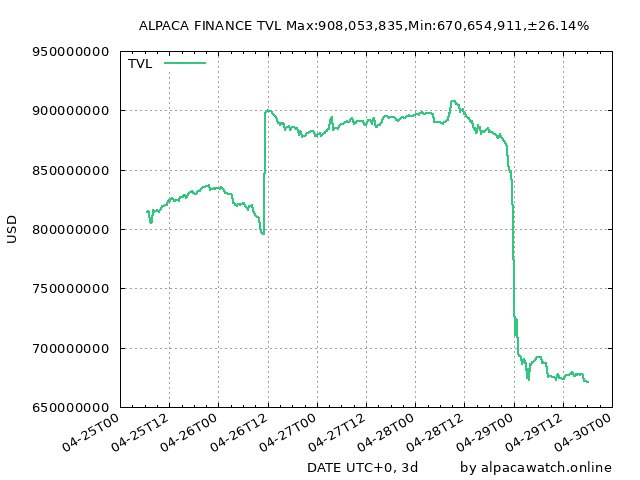 ALPACA FINANCE TVL Max:908,053,835,Min:670,654,911,±26.14%
950000000
TVL
900000000
850000000
800000000
USD
750000000
700000000
650000000
04-25T00
04-25T12
04-26T00
04-26T12
04-27T00
04-27T12
04-28T00
04-28T12
04-29T00
04-29T12
04-30T00
DATE UTC+0, 3d
by alpacawatch.online